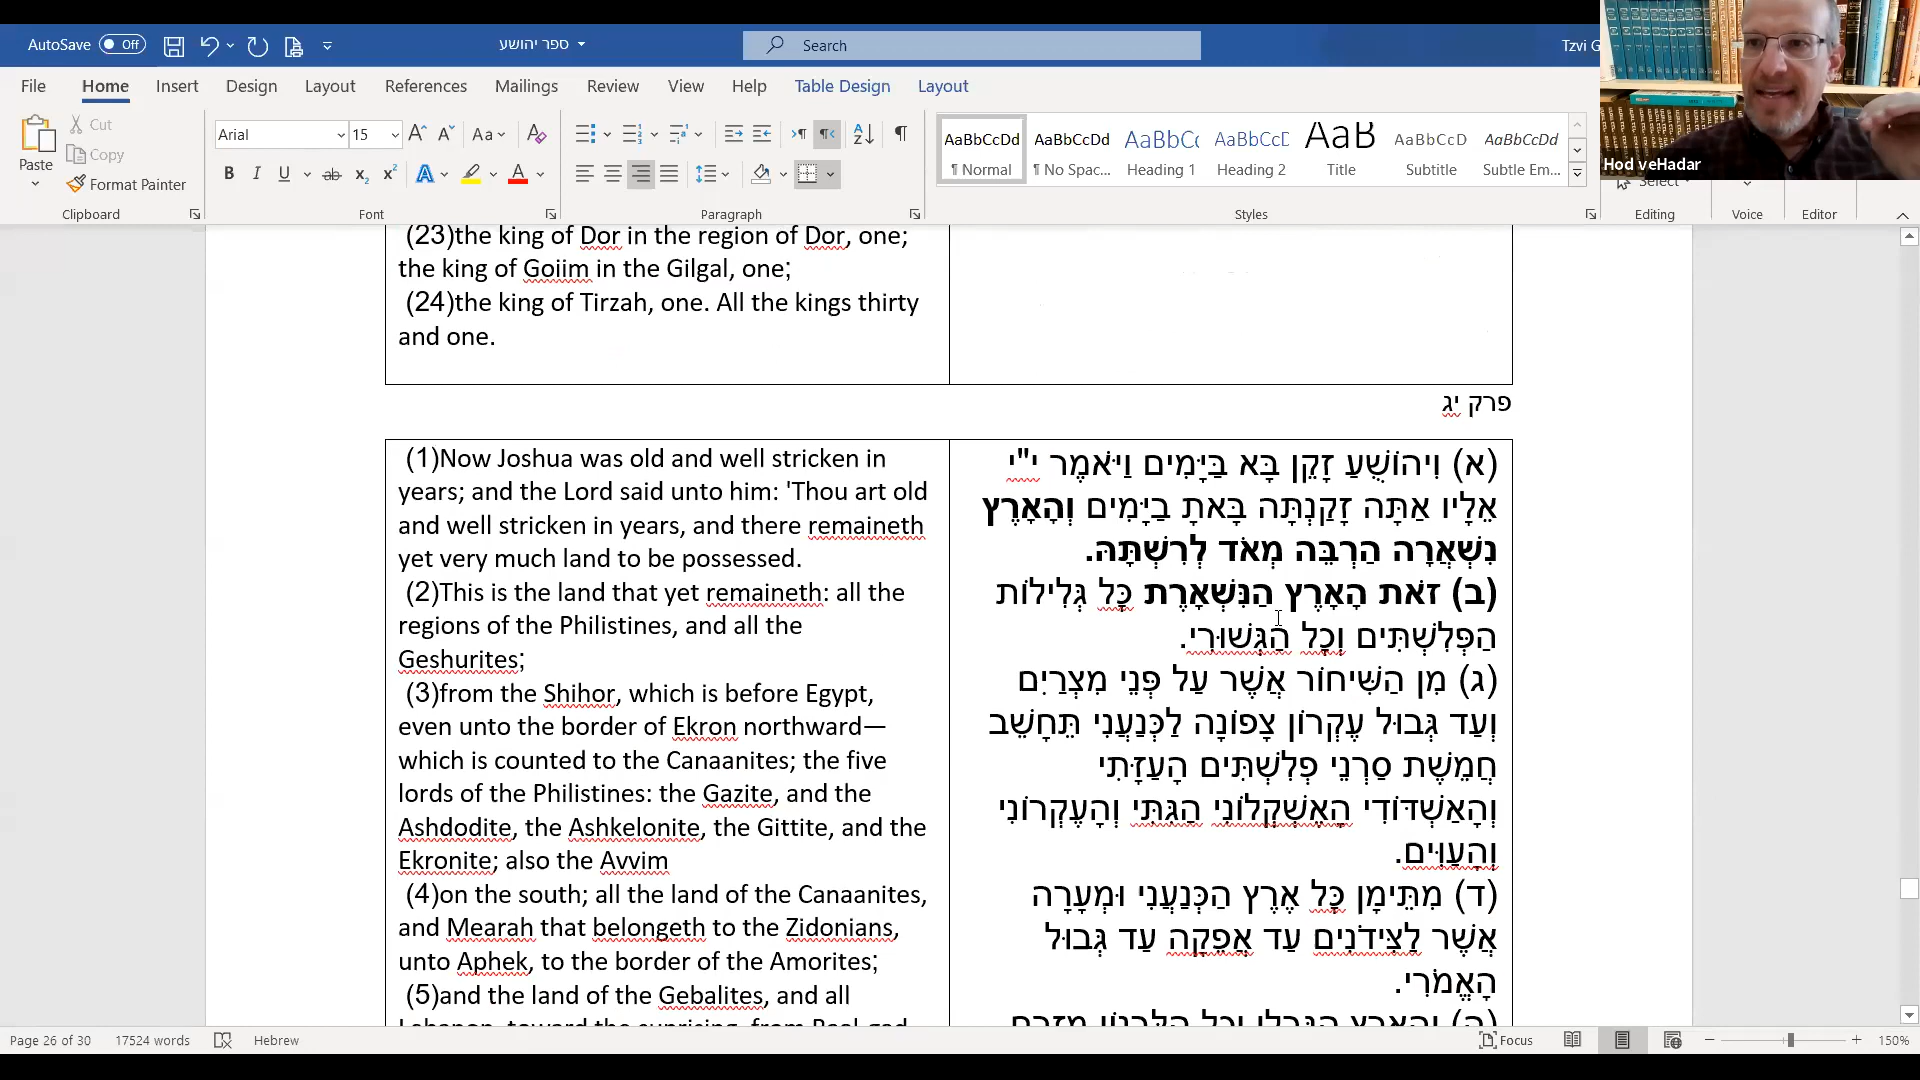 AutoSave Off
ספר יהושע
Search
Tzvi G
File Home Insert Design Layout References Mailings Review View Help Table Design Layout
Paste
Cut
Copy
Format Painter
Clipboard
Arial 15
Font
Paragraph
AaBbCcDd AaBbCcDd AaBbCc AaBbCcD AaB AaBbCcD AaBbCcDd
¶ Normal ¶ No Spac... Heading 1 Heading 2 Title Subtitle Subtle Em...
Styles
Select
Editing Voice Editor
Hod veHadar
(23)the king of Dor in the region of Dor, one;
the king of Goiim in the Gilgal, one;
(24)the king of Tirzah, one. All the kings thirty
and one.
פרק יג
(1)Now Joshua was old and well stricken in
years; and the Lord said unto him: 'Thou art old
and well stricken in years, and there remaineth
yet very much land to be possessed.
(2)This is the land that yet remaineth: all the
regions of the Philistines, and all the
Geshurites;
(3)from the Shihor, which is before Egypt,
even unto the border of Ekron northward—
which is counted to the Canaanites; the five
lords of the Philistines: the Gazite, and the
Ashdodite, the Ashkelonite, the Gittite, and the
Ekronite; also the Avvim
(4)on the south; all the land of the Canaanites,
and Mearah that belongeth to the Zidonians,
unto Aphek, to the border of the Amorites;
(5)and the land of the Gebalites, and all
Lebanon, toward the sunrising, from Baal-gad
(א) וִיהוֹשֻׁעַ זָקֵן בָּא בַּיָּמִים וַיֹּאמֶר י"י
אֵלָיו אַתָּה זָקַנְתָּה בָּאתָ בַיָּמִים וְהָאָרֶץ
נִשְׁאֲרָה הַרְבֵּה מְאֹד לְרִשְׁתָּהּ.
(ב) זֹאת הָאָרֶץ הַנִּשְׁאָרֶת כָּל גְּלִילוֹת
הַפְּלִשְׁתִּים וְכָל הַגְּשׁוּרִי.
(ג) מִן הַשִּׁיחוֹר אֲשֶׁר עַל פְּנֵי מִצְרַיִם
וְעַד גְּבוּל עֶקְרוֹן צָפוֹנָה לַכְּנַעֲנִי תֵּחָשֵׁב
חֲמֵשֶׁת סַרְנֵי פְלִשְׁתִּים הָעַזָּתִי
וְהָאַשְׁדּוֹדִי הָאֶשְׁקְלוֹנִי הַגִּתִּי וְהָעֶקְרוֹנִי
וְהָעַוִּים.
(ד) מִתֵּימָן כָּל אֶרֶץ הַכְּנַעֲנִי וּמְעָרָה
אֲשֶׁר לַצִּידֹנִים עַד אֲפֵקָה עַד גְּבוּל
הָאֱמֹרִי.
Page 26 of 30 17524 words Hebrew
Focus 150%